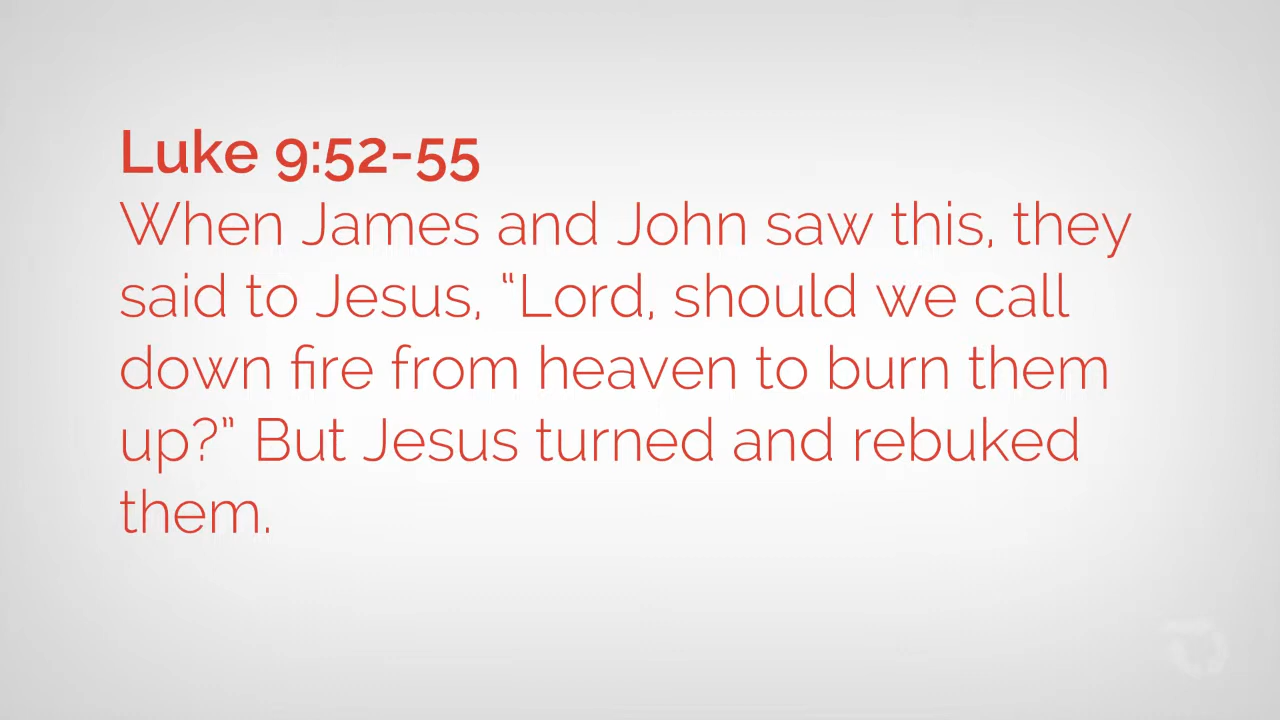 Luke 9:52-55
When James and John saw this, they
said to Jesus, “Lord, should we call
down fire from heaven to burn them
up?” But Jesus turned and rebuked
them.